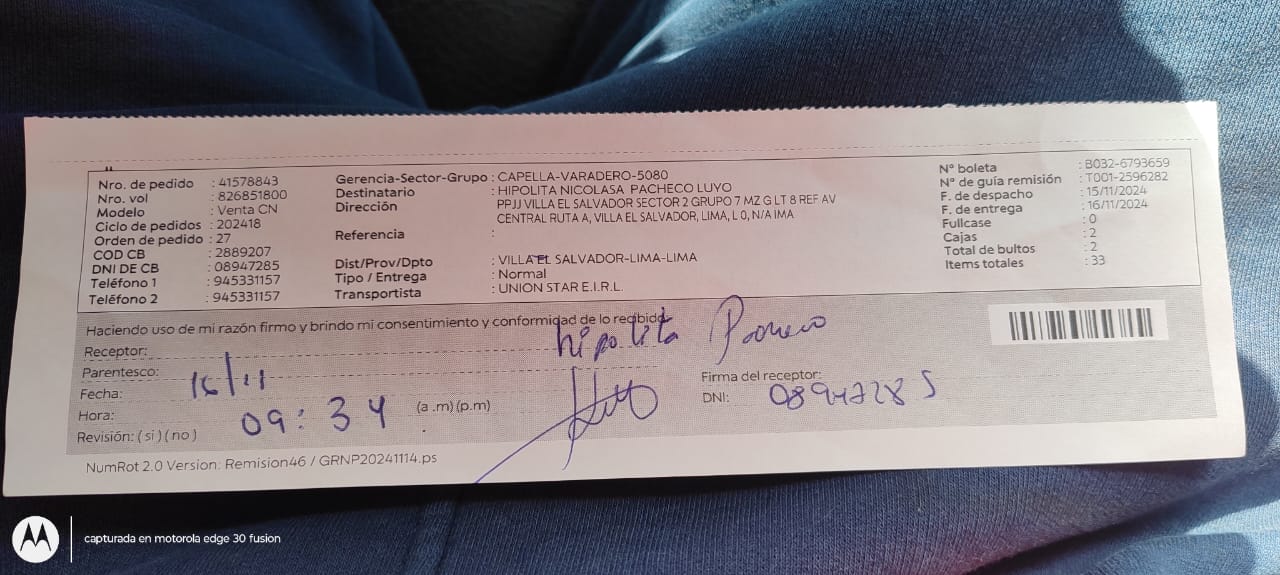 Nro. de pedido : 41578843
Nro. vol : 826851800
Modelo : Venta CN
Ciclo de pedidos : 202418
Orden de pedido : 27
COD CB : 2889207
DNI DE CB : 08947285
Teléfono 1 : 945331157
Teléfono 2 : 945331157
Gerencia-Sector-Grupo : CAPELLA-VARADERO-5080
Destinatario : HIPOLITA NICOLASA PACHECO LUYO
Dirección : PPJJ VILLA EL SALVADOR SECTOR 2 GRUPO 7 MZ G LT 8 REF AV
CENTRAL RUTA A, VILLA EL SALVADOR, LIMA, L 0, N/A IMA
Referencia :
Dist/Prov/Dpto : VILLA EL SALVADOR-LIMA-LIMA
Tipo / Entrega : Normal
Transportista : UNION STAR E.I.R.L.
N° boleta : B032-6793659
N° de guía remisión : T001-2596282
F. de despacho : 15/11/2024
F. de entrega : 16/11/2024
Fullcase : 0
Cajas : 2
Total de bultos : 2
Items totales : 33
Haciendo uso de mi razón firmo y brindo mi consentimiento y conformidad de lo recibido
Receptor: hipolita Pacheco
Parentesco:
Fecha: 16/11
Hora: 09:34 (a .m) (p.m)
Revisión: ( si ) ( no )
Firma del receptor:
DNI: 08947285
NumRot 2.0 Version: Remision46 / GRNP20241114.ps
capturada en motorola edge 30 fusion